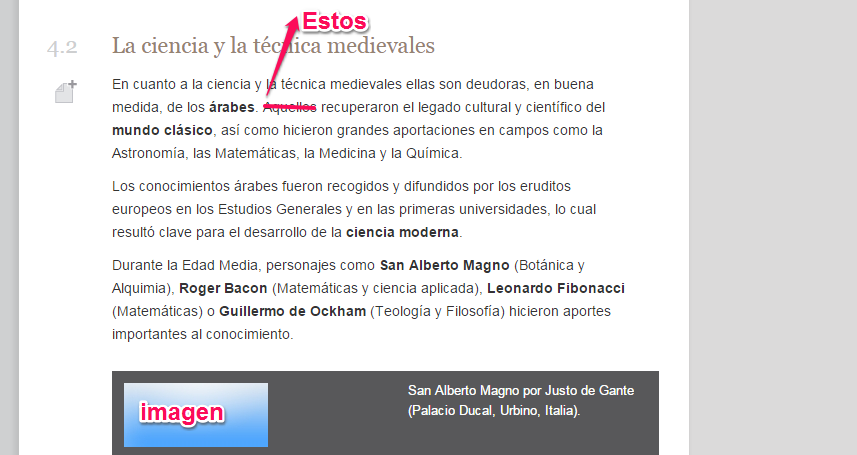 Estos
4.2 La ciencia y la técnica medievales
En cuanto a la ciencia y la técnica medievales ellas son deudoras, en buena
medida, de los árabes. Aquellos recuperaron el legado cultural y científico del
mundo clásico, así como hicieron grandes aportaciones en campos como la
Astronomía, las Matemáticas, la Medicina y la Química.
Los conocimientos árabes fueron recogidos y difundidos por los eruditos
europeos en los Estudios Generales y en las primeras universidades, lo cual
resultó clave para el desarrollo de la ciencia moderna.
Durante la Edad Media, personajes como San Alberto Magno (Botánica y
Alquimia), Roger Bacon (Matemáticas y ciencia aplicada), Leonardo Fibonacci
(Matemáticas) o Guillermo de Ockham (Teología y Filosofía) hicieron aportes
importantes al conocimiento.
imagen
San Alberto Magno por Justo de Gante
(Palacio Ducal, Urbino, Italia).